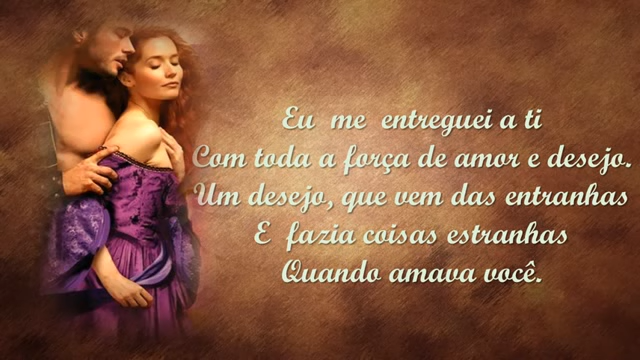 Eu me entreguei a ti
Com toda a força de amor e desejo.
Um desejo, que vem das entranhas
E fazia coisas estranhas
Quando amava você.